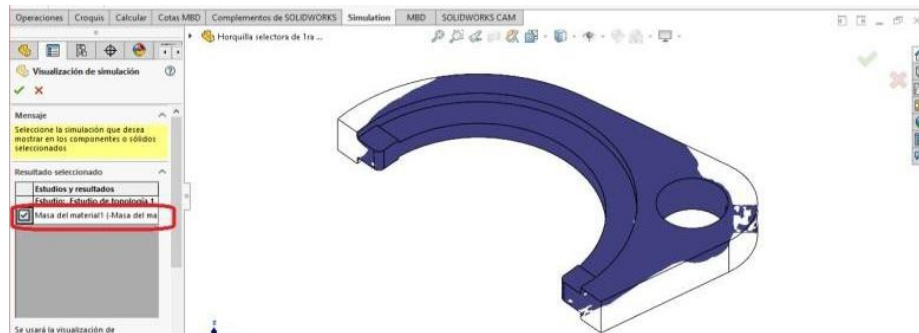 Operaciones Croquis Calcular Cotas MBD Complementos de SOLIDWORKS Simulation MBD SOLIDWORKS CAM
Horquilla selectora de 1ra ...
Visualización de simulación
Mensaje
Seleccione la simulación que desea
mostrar en los componentes o sólidos
seleccionados
Resultado seleccionado
Estudios y resultados
Estudio: Estudio de topología 1
Masa del material1 (-Masa del ma
Se usará la visualización de